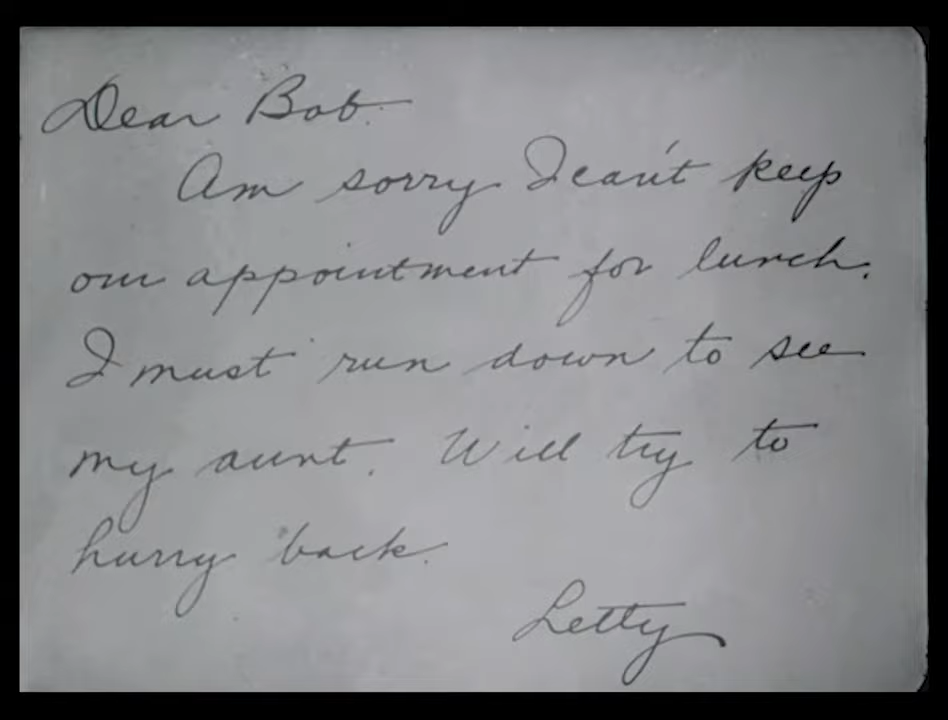 Dear Bob.
Am sorry I can't keep
our appointment for lunch.
I must run down to see
my aunt. Will try to
hurry back.
Letty